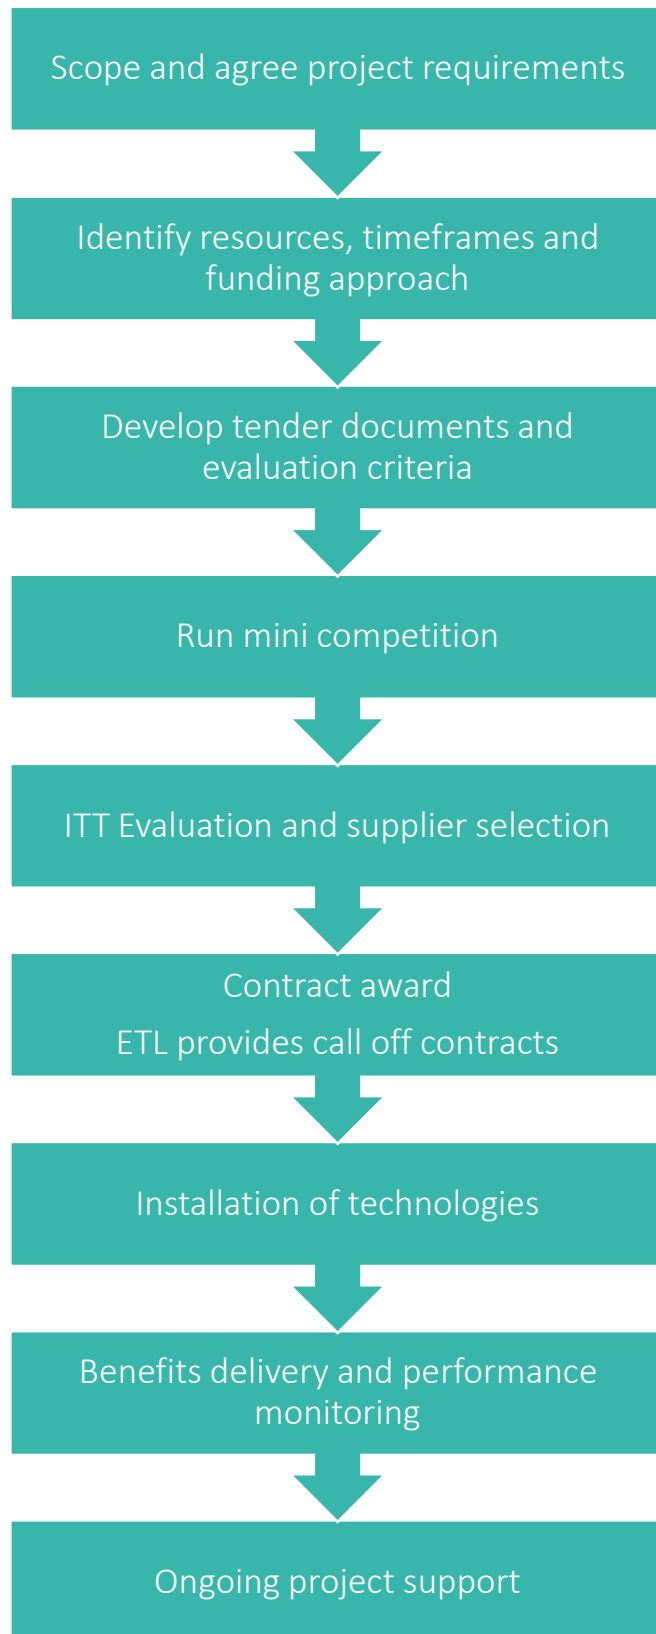 Scope and agree project requirements
Identify resources, timeframes and
funding approach
Develop tender documents and
evaluation criteria
Run mini competition
ITT Evaluation and supplier selection
Contract award
ETL provides call off contracts
Installation of technologies
Benefits delivery and performance
monitoring
Ongoing project support